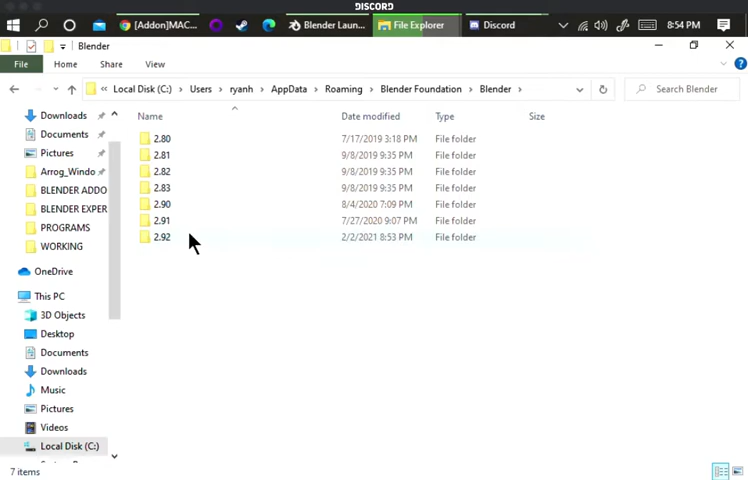 DISCORD
[Addon]MAC...
Blender Laun...
File Explorer
Discord
8:54 PM
Blender
File
Home
Share
View
« Local Disk (C:) > Users > ryanh > AppData > Roaming > Blender Foundation > Blender >
Search Blender
Name
Date modified
Type
Size
Downloads
Documents
Pictures
Arrog_Windo
BLENDER ADDO
BLENDER EXPER
PROGRAMS
WORKING
OneDrive
This PC
3D Objects
Desktop
Documents
Downloads
Music
Pictures
Videos
Local Disk (C:)
2.80 7/17/2019 3:18 PM File folder
2.81 9/8/2019 9:35 PM File folder
2.82 9/8/2019 9:35 PM File folder
2.83 9/8/2019 9:35 PM File folder
2.90 8/4/2020 7:09 PM File folder
2.91 7/27/2020 9:07 PM File folder
2.92 2/2/2021 8:53 PM File folder
7 items